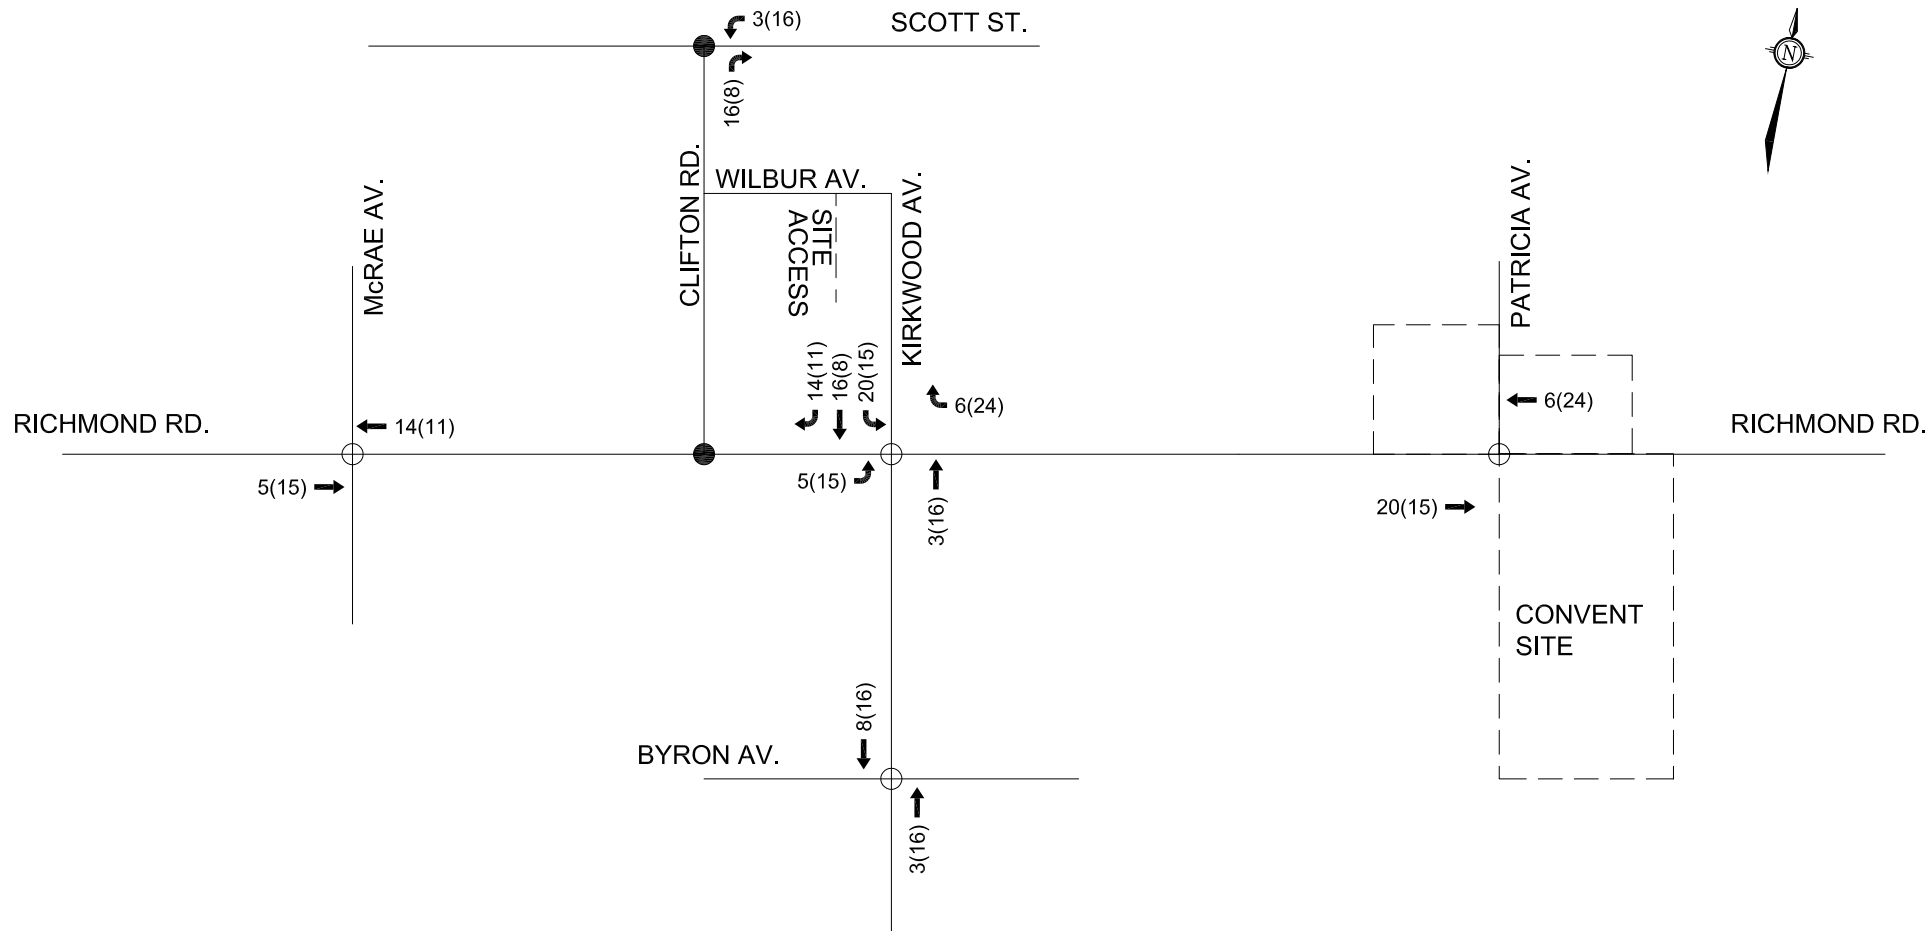 3(16)
SCOTT ST.
16(8)
N
WILBUR AV.
CLIFTON RD.
McRAE AV.
SITE
ACCESS
KIRKWOOD AV.
PATRICIA AV.
14(11)
16(8)
20(15)
6(24)
6(24)
RICHMOND RD.
14(11)
RICHMOND RD.
5(15)
5(15)
3(16)
20(15)
CONVENT
SITE
8(16)
BYRON AV.
3(16)